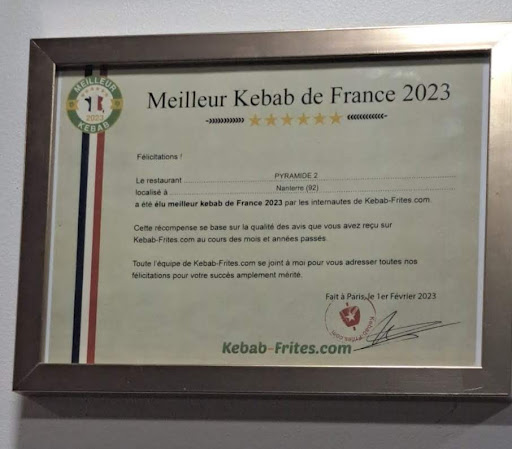 MEILLEUR
2023
KEBAB
Meilleur Kebab de France 2023
Félicitations !
Le restaurant PYRAMIDE 2
localisé à Nanterre (92)
a été élu meilleur kebab de France 2023 par les internautes de Kebab-Frites.com.
Cette récompense se base sur la qualité des avis que vous avez reçu sur
Kebab-Frites.com au cours des mois et années passés.
Toute l'équipe de Kebab-Frites.com se joint à moi pour vous adresser toutes nos
félicitations pour votre succès amplement mérité.
Fait à Paris, le 1er Février 2023
Kebab-Frites.com
Kebab-Frites.com